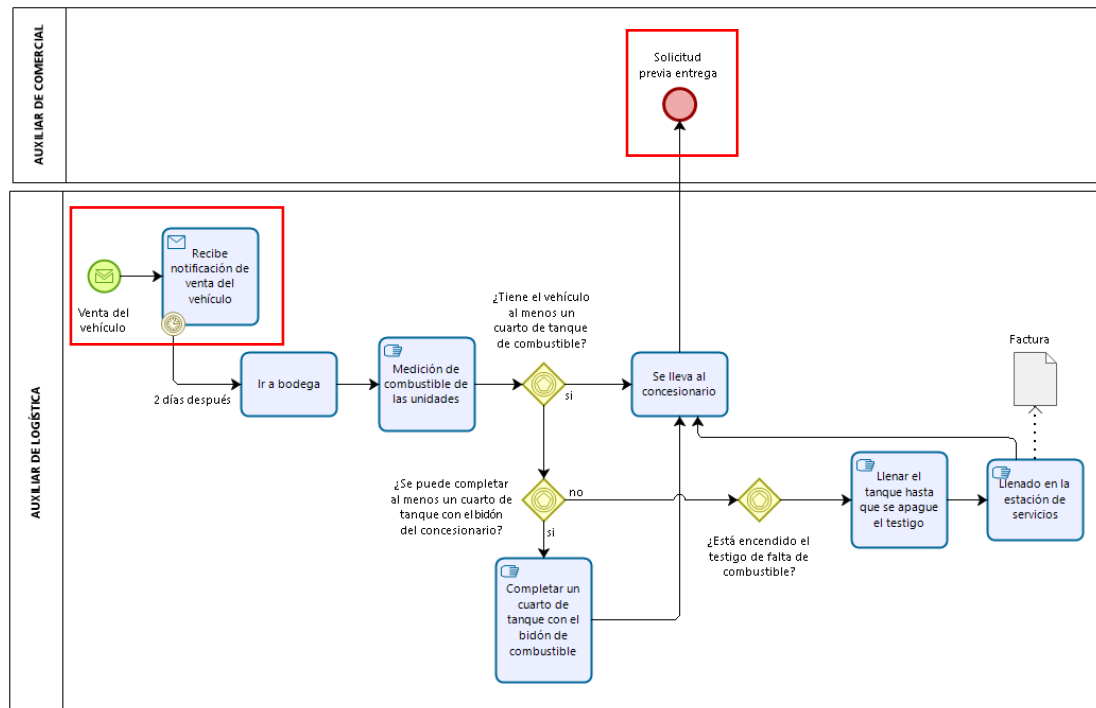 AUXILIAR DE COMERCIAL
Solicitud
previa entrega
AUXILIAR DE LOGÍSTICA
Venta del
vehículo
Recibe
notificación de
venta del
vehículo
2 días después
Ir a bodega
Medición de
combustible de
las unidades
¿Tiene el vehículo
al menos un
cuarto de tanque
de combustible?
si
Se lleva al
concesionario
Factura
¿Se puede completar
al menos un cuarto de
tanque con el bidón
del concesionario?
no
si
¿Está encendido el
testigo de falta de
combustible?
Llenar el
tanque hasta
que se apague
el testigo
Llenado en la
estación de
servicios
Completar un
cuarto de
tanque con el
bidón de
combustible